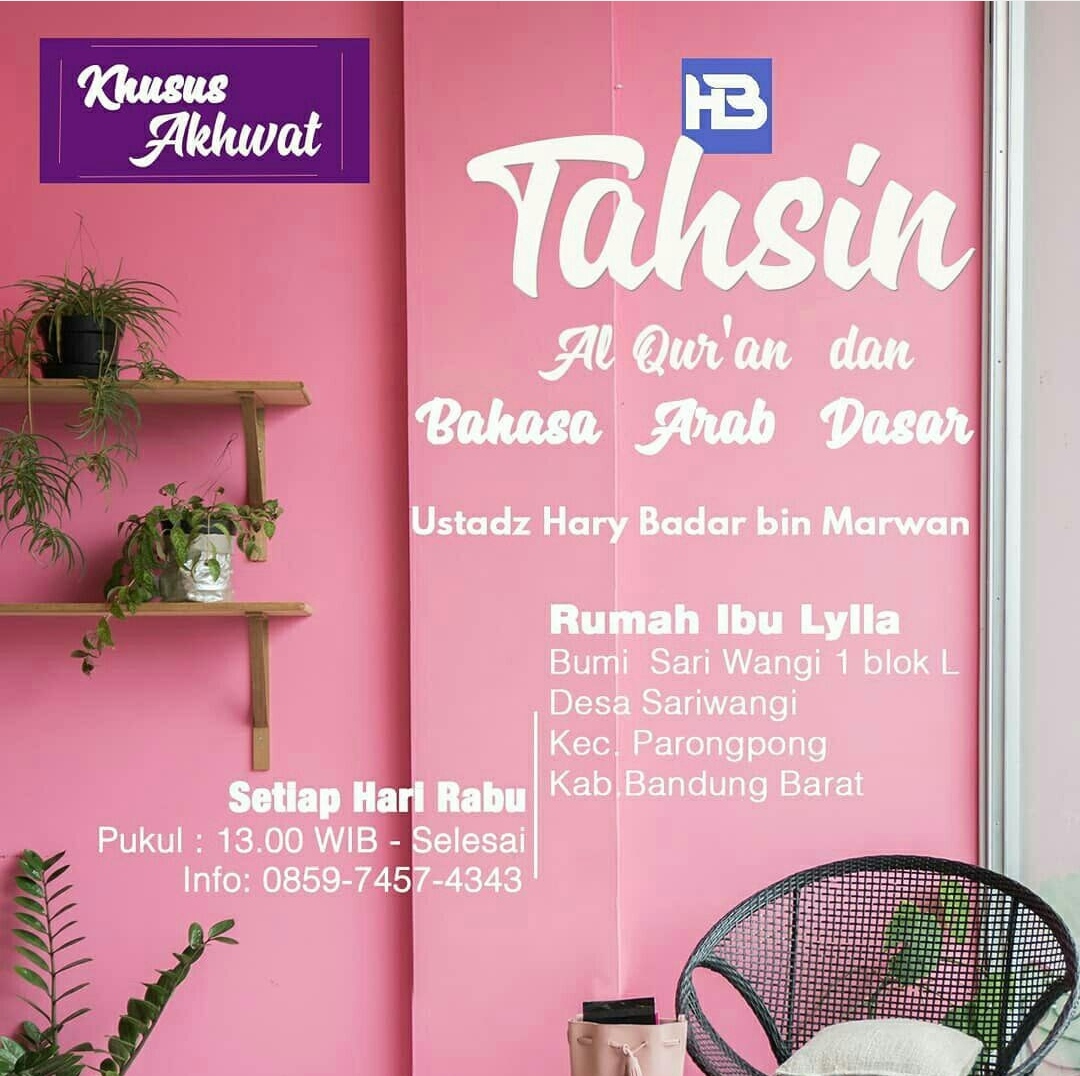 Khusus
Akhwat
HB
Tahsin
Al Qur'an dan
Bahasa Arab Dasar
Ustadz Hary Badar bin Marwan
Rumah Ibu Lylla
Bumi Sari Wangi 1 blok L
Desa Sariwangi
Kec. Parongpong
Kab.Bandung Barat
Setiap Hari Rabu
Pukul : 13.00 WIB - Selesai
Info: 0859-7457-4343